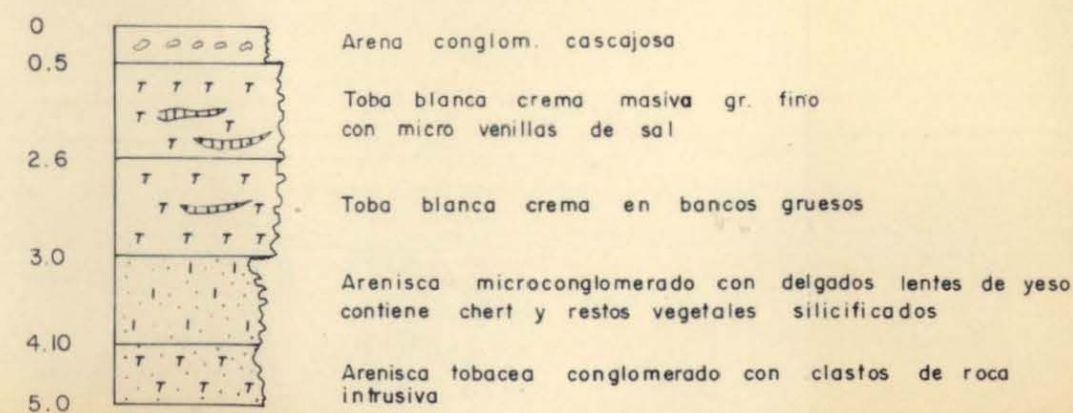 0
Arena conglom. cascajosa
0.5
Toba blanca crema masiva gr. fino
con micro venillas de sal
2.6
Toba blanca crema en bancos gruesos
3.0
Arenisca microconglomerado con delgados lentes de yeso
contiene chert y restos vegetales silicificados
4.10
Arenisca tobacea conglomerado con clastos de roca
intrusiva
5.0
T T T T
T
T
T
T T T
T T
T T T T
T T T
T T T